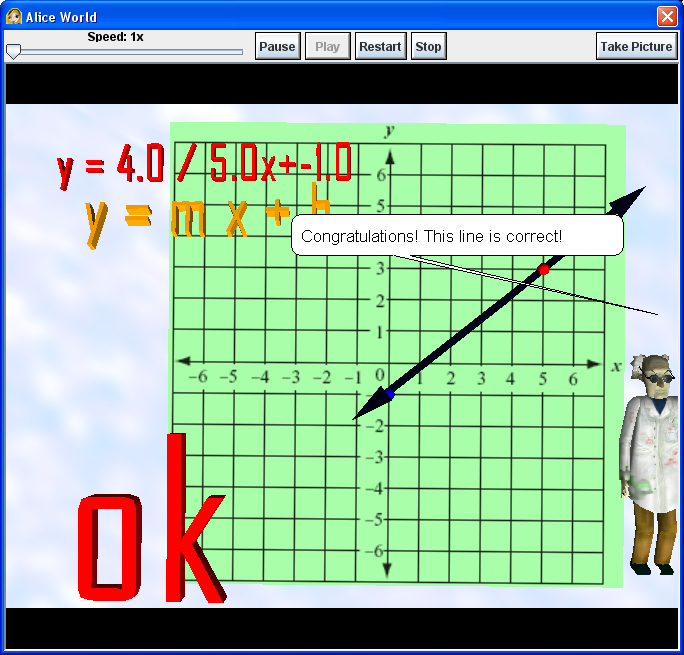 Alice World
Speed: 1x
Pause
Play
Restart
Stop
Take Picture
y
y = 4.0 / 5.0x+-1.0
6
y = m x +
5
Congratulations! This line is correct!
3
2
1
-6 -5 -4 -3 -2 -1 0 1 2 3 4 5 6 x
-2
-3
-4
-5
-6
ok